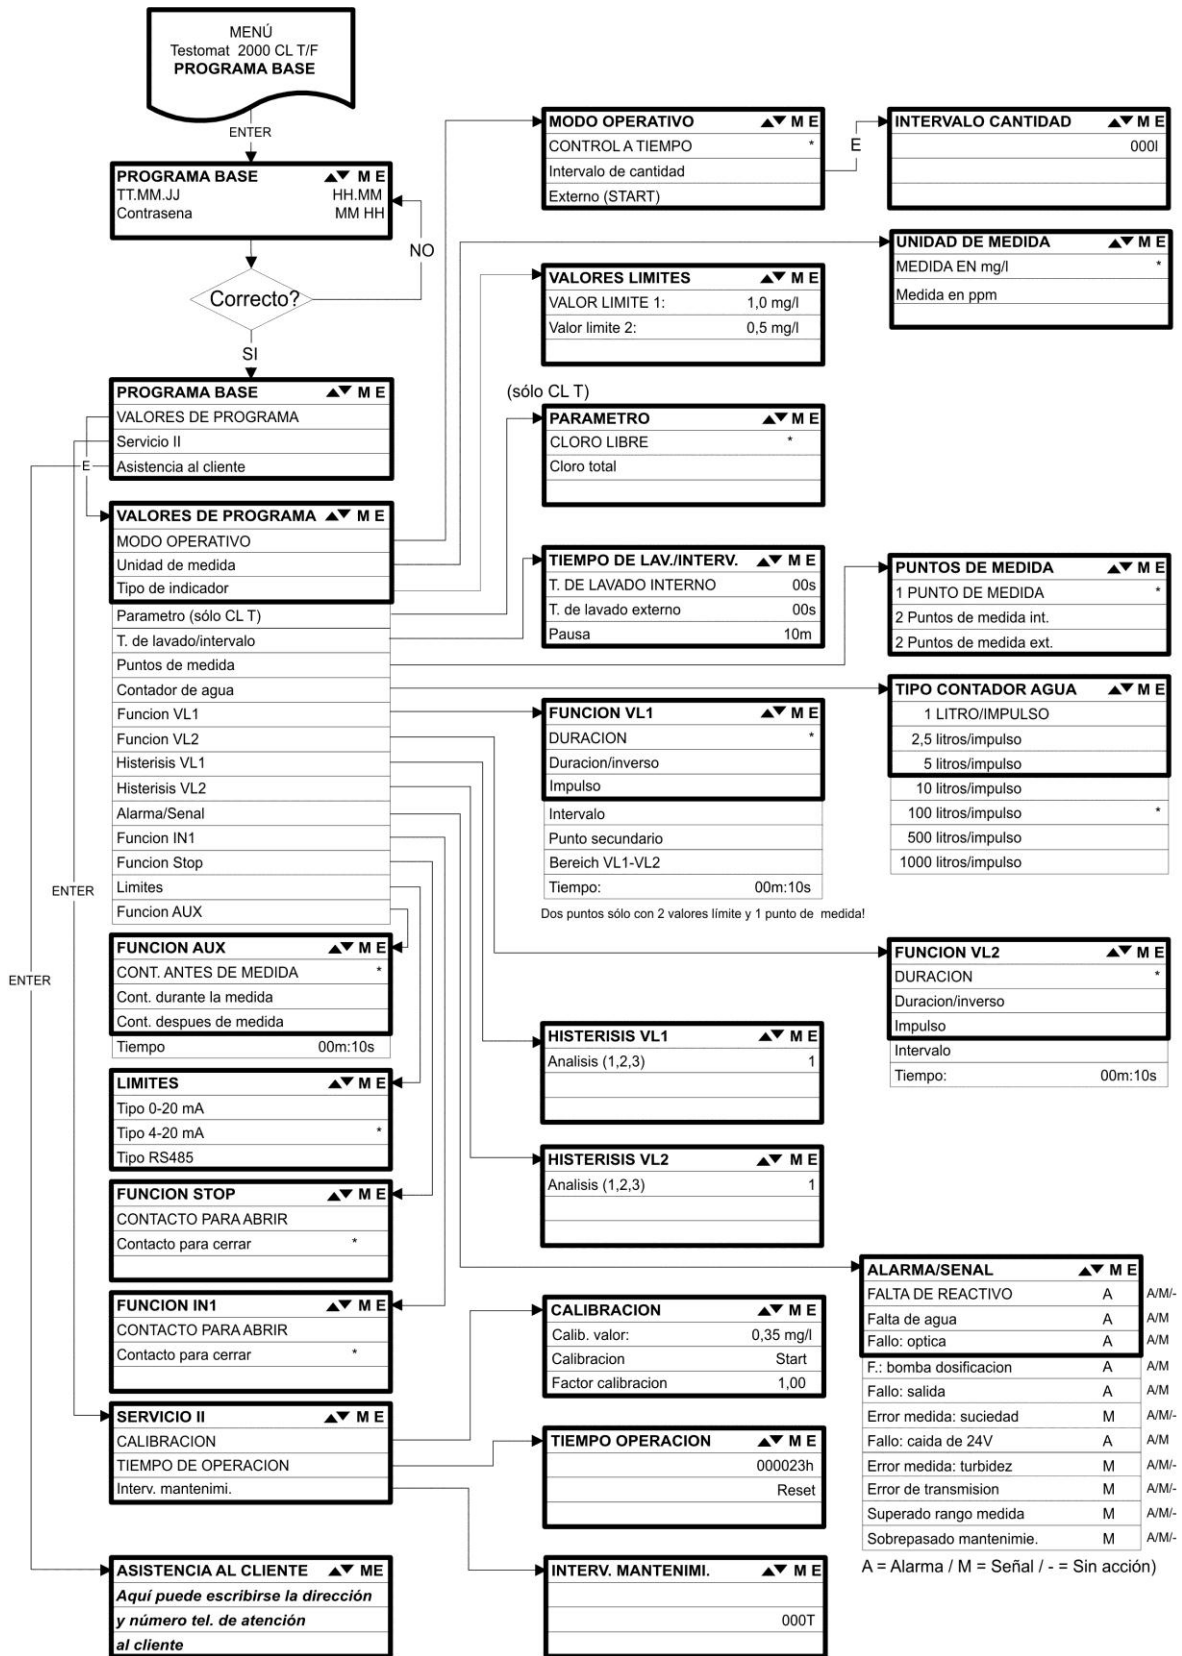 MENÚ
Testomat 2000 CL T/F
PROGRAMA BASE
ENTER
PROGRAMA BASE ▲▼ M E
TT.MM.JJ HH.MM
Contrasena MM HH
NO
Correcto?
SI
PROGRAMA BASE ▲▼ M E
VALORES DE PROGRAMA
Servicio II
Asistencia al cliente
E
VALORES DE PROGRAMA ▲▼ M E
MODO OPERATIVO
Unidad de medida
Tipo de indicador
Parametro (sólo CL T)
T. de lavado/intervalo
Puntos de medida
Contador de agua
Funcion VL1
Funcion VL2
Histerisis VL1
Histerisis VL2
Alarma/Senal
Funcion IN1
Funcion Stop
Limites
Funcion AUX
ENTER
ENTER
FUNCION AUX ▲▼ M E
CONT. ANTES DE MEDIDA *
Cont. durante la medida
Cont. despues de medida
Tiempo 00m:10s
LIMITES ▲▼ M E
Tipo 0-20 mA
Tipo 4-20 mA *
Tipo RS485
FUNCION STOP ▲▼ M E
CONTACTO PARA ABRIR
Contacto para cerrar *
FUNCION IN1 ▲▼ M E
CONTACTO PARA ABRIR
Contacto para cerrar *
SERVICIO II ▲▼ M E
CALIBRACION
TIEMPO DE OPERACION
Interv. mantenimi.
ASISTENCIA AL CLIENTE ▲▼ ME
Aquí puede escribirse la dirección
y número tel. de atención
al cliente
MODO OPERATIVO ▲▼ M E
CONTROL A TIEMPO *
Intervalo de cantidad
Externo (START)
E
INTERVALO CANTIDAD ▲▼ M E
000l
UNIDAD DE MEDIDA ▲▼ M E
MEDIDA EN mg/l *
Medida en ppm
VALORES LIMITES ▲▼ M E
VALOR LIMITE 1: 1,0 mg/l
Valor limite 2: 0,5 mg/l
(sólo CL T)
PARAMETRO ▲▼ M E
CLORO LIBRE *
Cloro total
TIEMPO DE LAV./INTERV. ▲▼ M E
T. DE LAVADO INTERNO 00s
T. de lavado externo 00s
Pausa 10m
PUNTOS DE MEDIDA ▲▼ M E
1 PUNTO DE MEDIDA *
2 Puntos de medida int.
2 Puntos de medida ext.
TIPO CONTADOR AGUA ▲▼ M E
1 LITRO/IMPULSO
2,5 litros/impulso
5 litros/impulso
10 litros/impulso
100 litros/impulso *
500 litros/impulso
1000 litros/impulso
FUNCION VL1 ▲▼ M E
DURACION *
Duracion/inverso
Impulso
Intervalo
Punto secundario
Bereich VL1-VL2
Tiempo: 00m:10s
Dos puntos sólo con 2 valores límite y 1 punto de medida!
FUNCION VL2 ▲▼ M E
DURACION *
Duracion/inverso
Impulso
Intervalo
Tiempo: 00m:10s
HISTERISIS VL1 ▲▼ M E
Analisis (1,2,3) 1
HISTERISIS VL2 ▲▼ M E
Analisis (1,2,3) 1
ALARMA/SENAL ▲▼ M E
FALTA DE REACTIVO A A/M/-
Falta de agua A A/M
Fallo: optica A A/M
F.: bomba dosificacion A A/M
Fallo: salida A A/M
Error medida: suciedad M A/M/-
Fallo: caida de 24V A A/M
Error medida: turbidez M A/M/-
Error de transmision M A/M/-
Superado rango medida M A/M/-
Sobrepasado mantenimie. M A/M/-
A = Alarma / M = Señal / - = Sin acción)
CALIBRACION ▲▼ M E
Calib. valor: 0,35 mg/l
Calibracion Start
Factor calibracion 1,00
TIEMPO OPERACION ▲▼ M E
000023h
Reset
INTERV. MANTENIMI. ▲▼ M E
000T